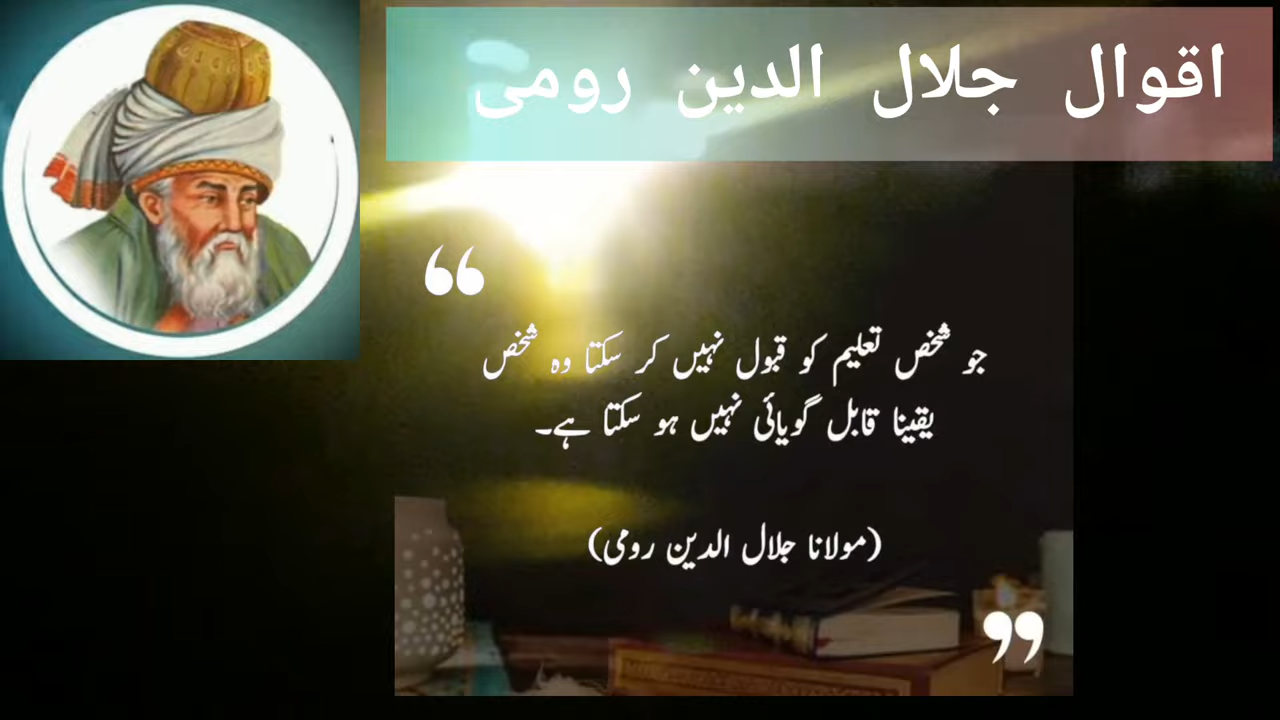 اقوال جلال الدین رومی
جو شخص تعلیم کو قبول نہیں کر سکتا وہ شخص
یقینا قابل گویائی نہیں ہو سکتا ہے۔
(مولانا جلال الدین رومی)